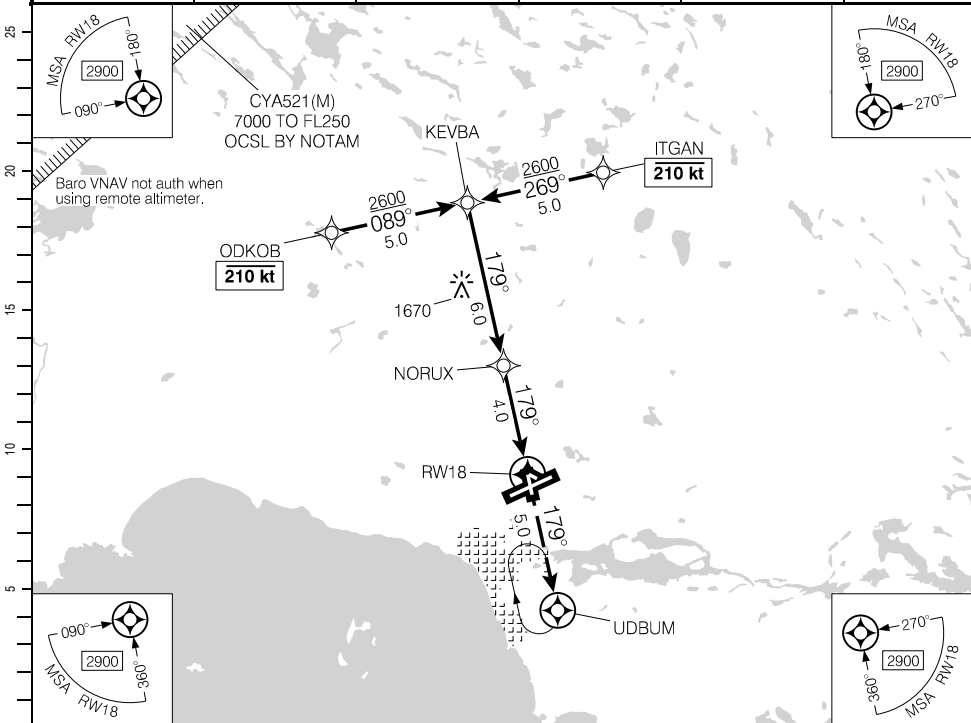 25
20
15
10
5
MSA RW18
180°
2900
090°
MSA RW18
180°
2900
270°
CYA521(M)
7000 TO FL250
OCSL BY NOTAM
Baro VNAV not auth when
using remote altimeter.
KEVBA
ITGAN
210 kt
2600
269°
5.0
2600
089°
5.0
ODKOB
210 kt
179°
6.0
1670
NORUX
179°
4.0
RW18
179°
5.0
UDBUM
090°
360°
2900
MSA RW18
270°
360°
2900
MSA RW18